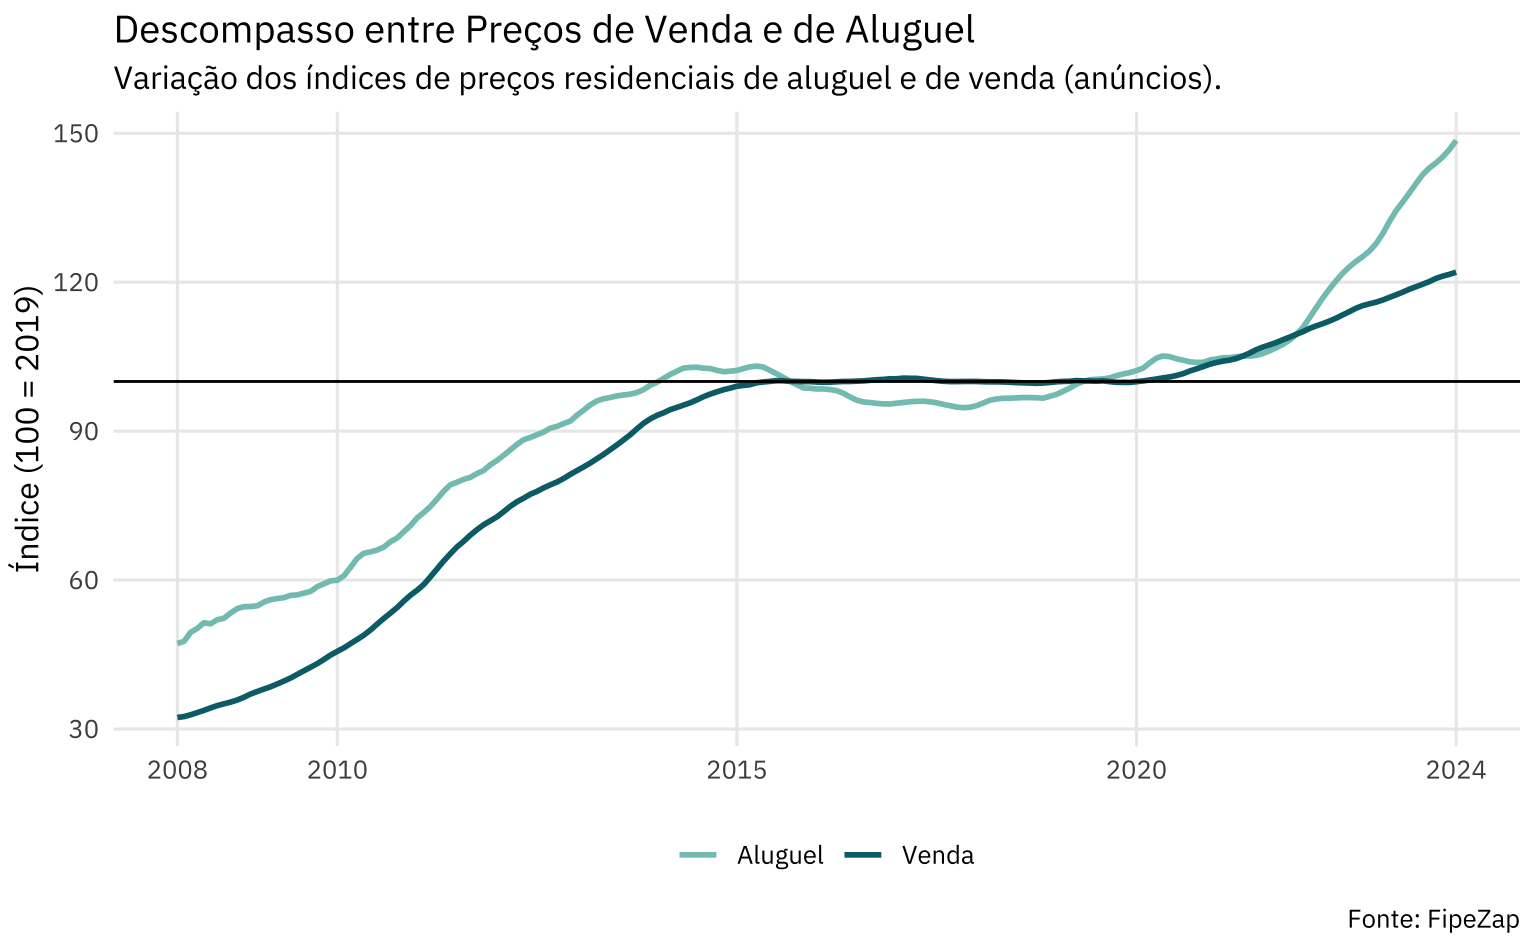 Descompasso entre Preços de Venda e de Aluguel
Variação dos índices de preços residenciais de aluguel e de venda (anúncios).
Índice (100 = 2019)
150
120
90
60
30
2008 2010 2015 2020 2024
Aluguel Venda
Fonte: FipeZap